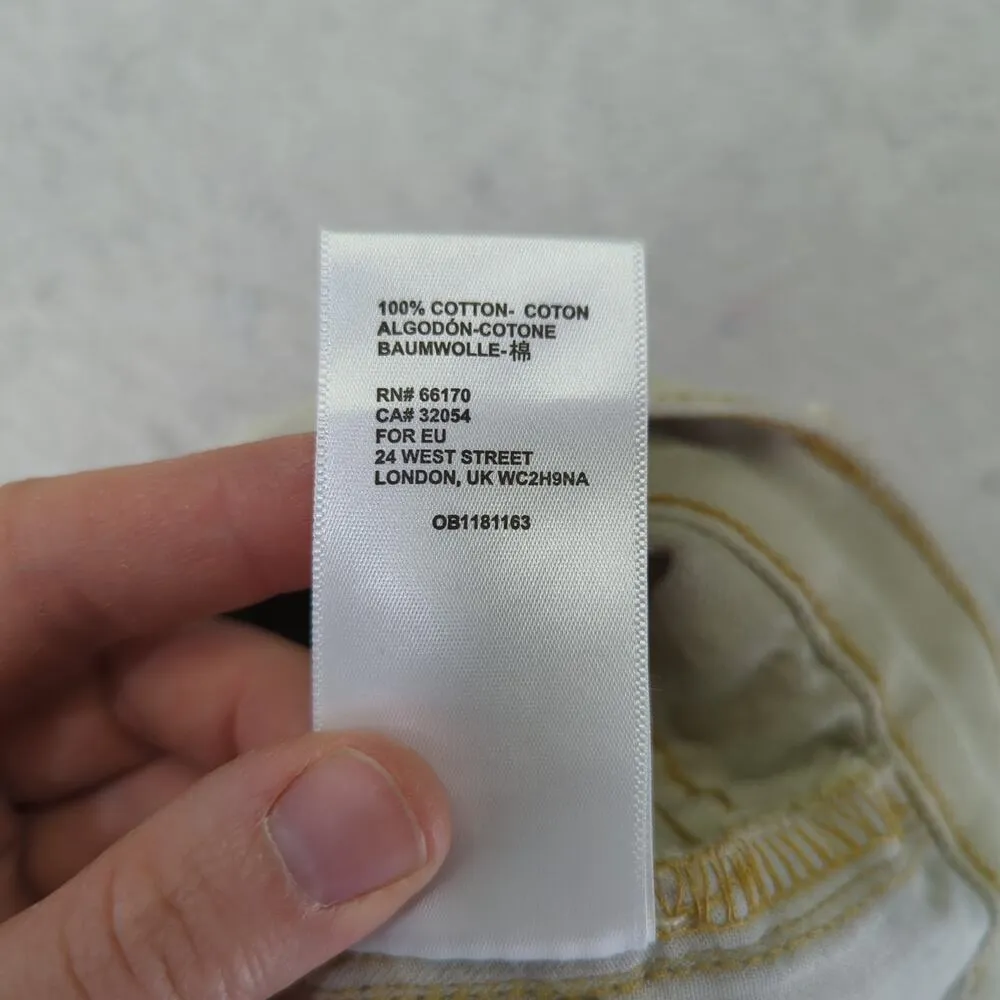 100% COTTON- COTON
ALGODÓN-COTONE
BAUMWOLLE-棉
RN# 66170
CA# 32054
FOR EU
24 WEST STREET
LONDON, UK WC2H9NA
OB1181163